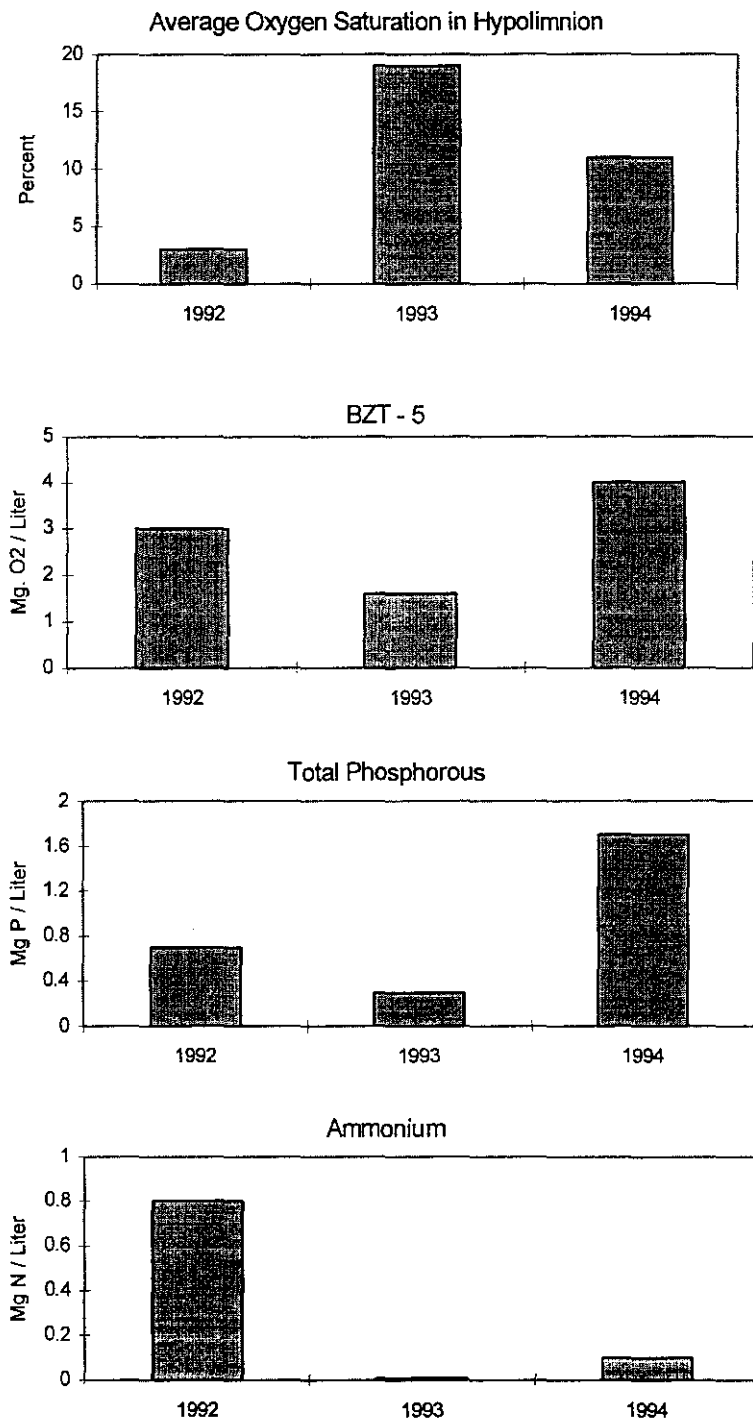 Average Oxygen Saturation in Hypolimnion
Percent
20
15
10
5
0
1992 1993 1994
BZT - 5
Mg. O2 / Liter
5
4
3
2
1
0
1992 1993 1994
Total Phosphorous
Mg P / Liter
2
1.6
1.2
0.8
0.4
0
1992 1993 1994
Ammonium
Mg N / Liter
1
0.8
0.6
0.4
0.2
0
1992 1993 1994